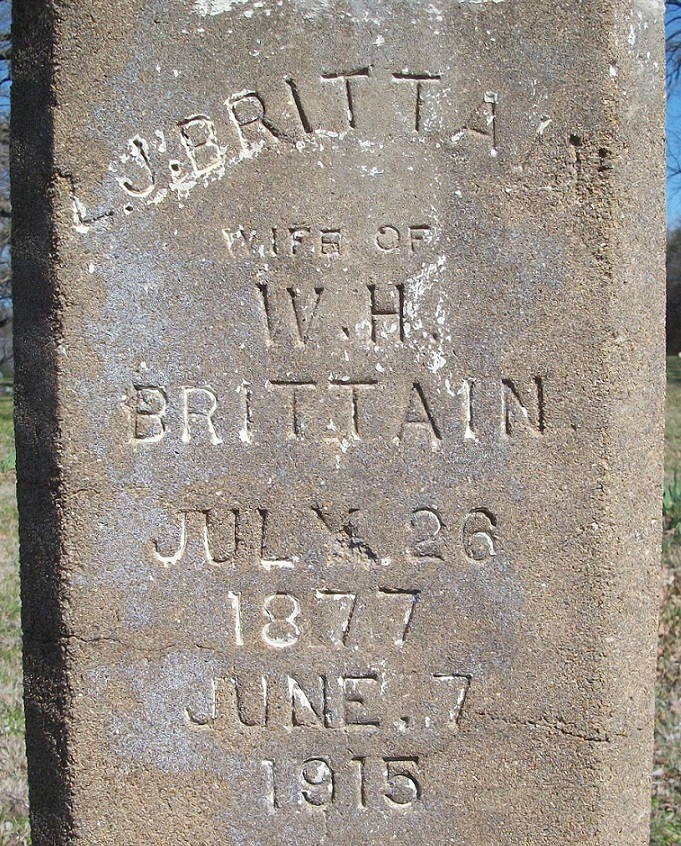 L.J. BRITTAIN
WIFE OF
W.H.
BRITTAIN.
JULY. 26
1877
JUNE. 7
1915